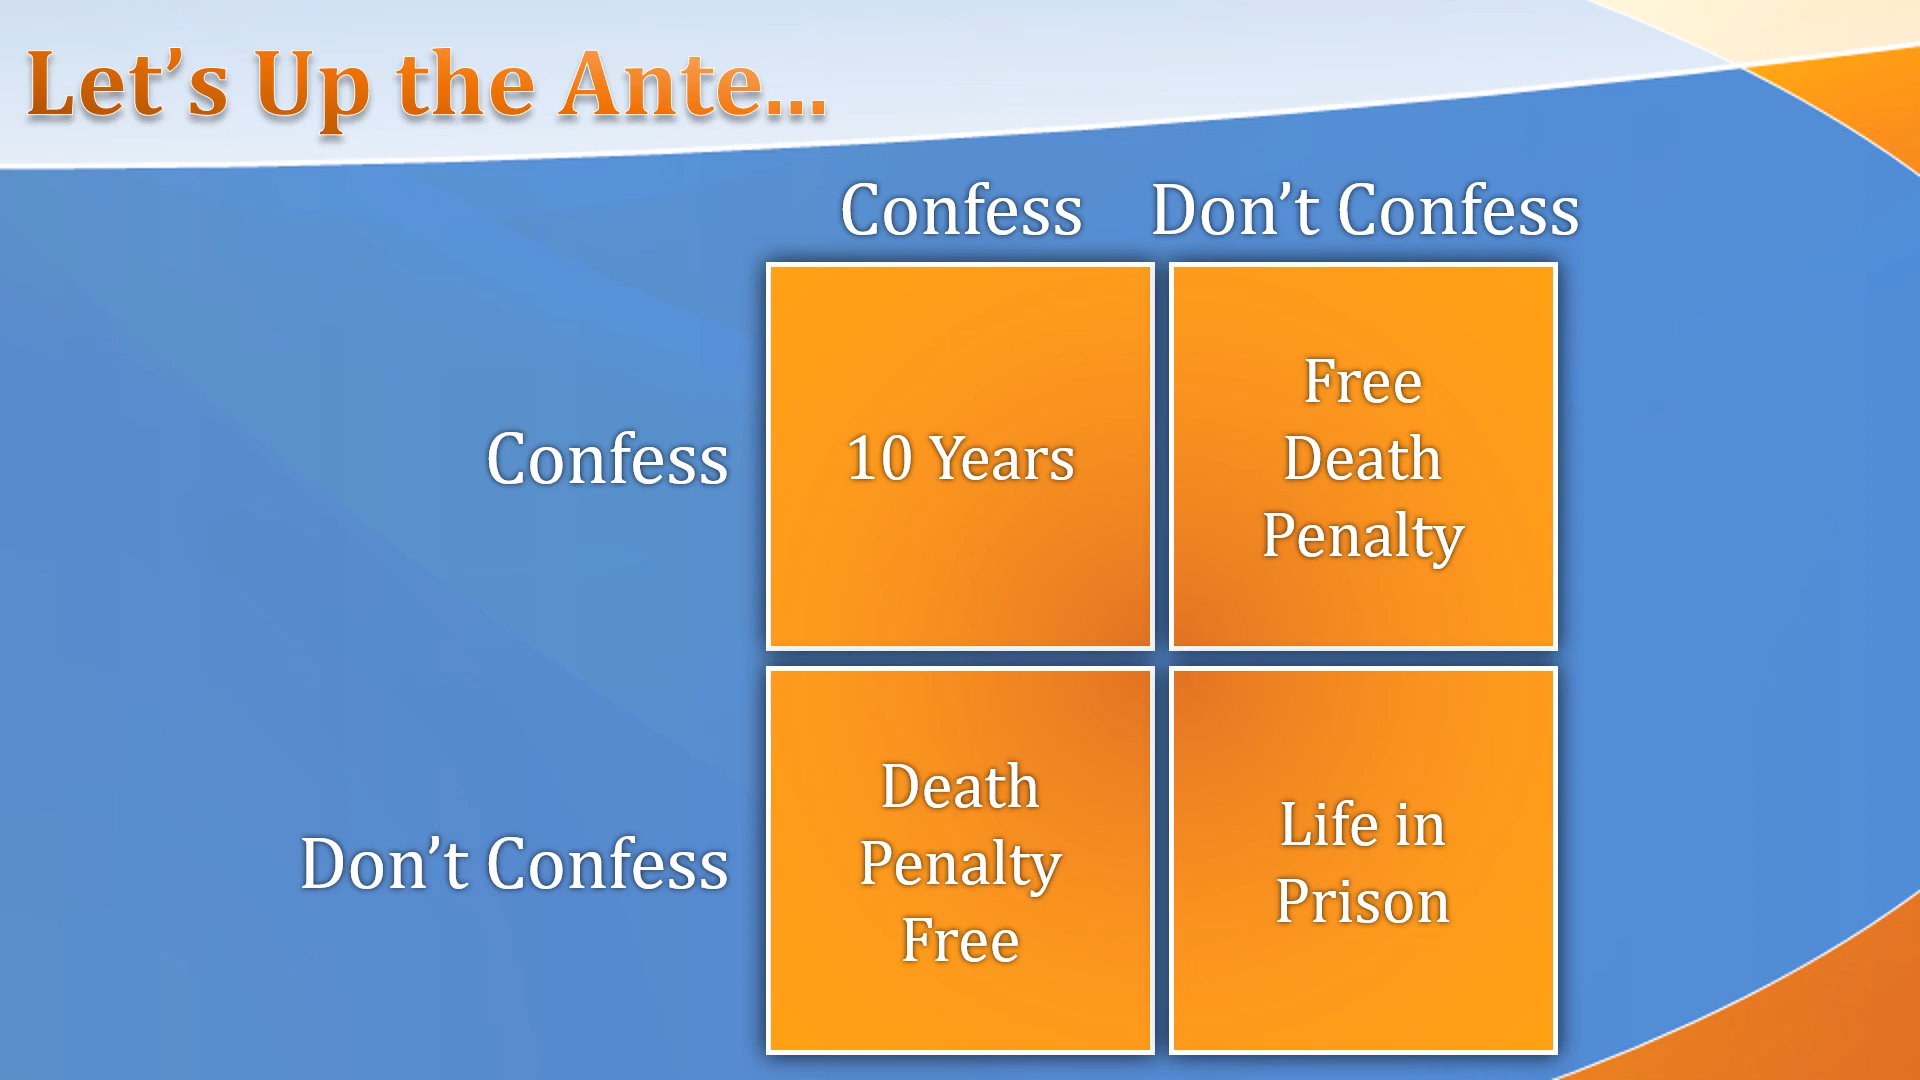 Let’s Up the Ante...
Confess Don’t Confess
Confess
10 Years
Free
Death
Penalty
Don’t Confess
Death
Penalty
Free
Life in
Prison